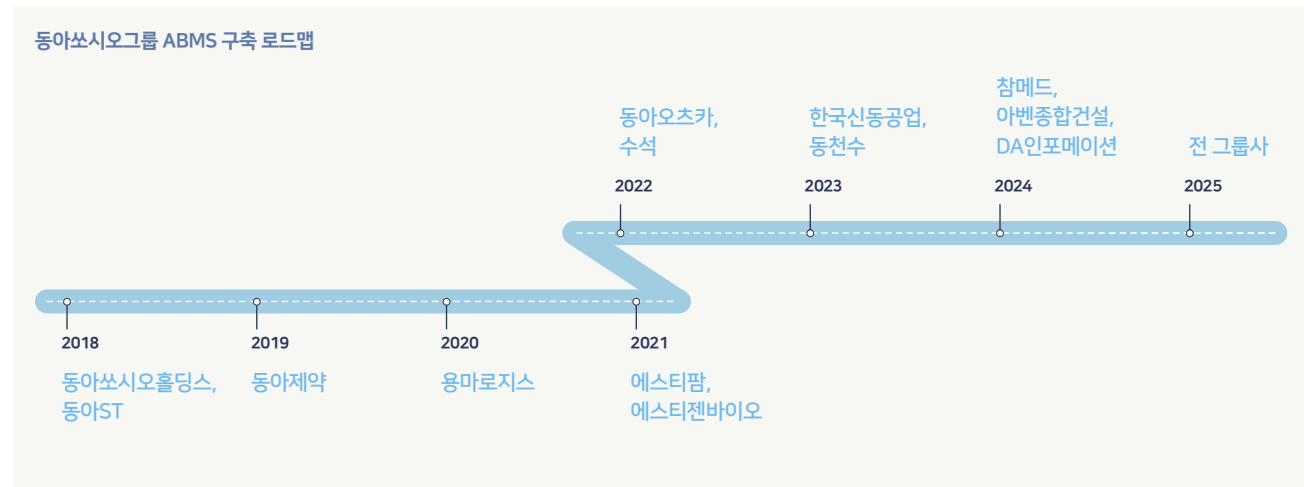 동아쏘시오그룹 ABMS 구축 로드맵
2018
동아쏘시오홀딩스,
동아ST
2019
동아제약
2020
용마로지스
2021
에스티팜,
에스티젠바이오
동아오츠카,
수석
2022
한국신동공업,
동천수
2023
참메드,
아벤종합건설,
DA인포메이션
2024
전 그룹사
2025